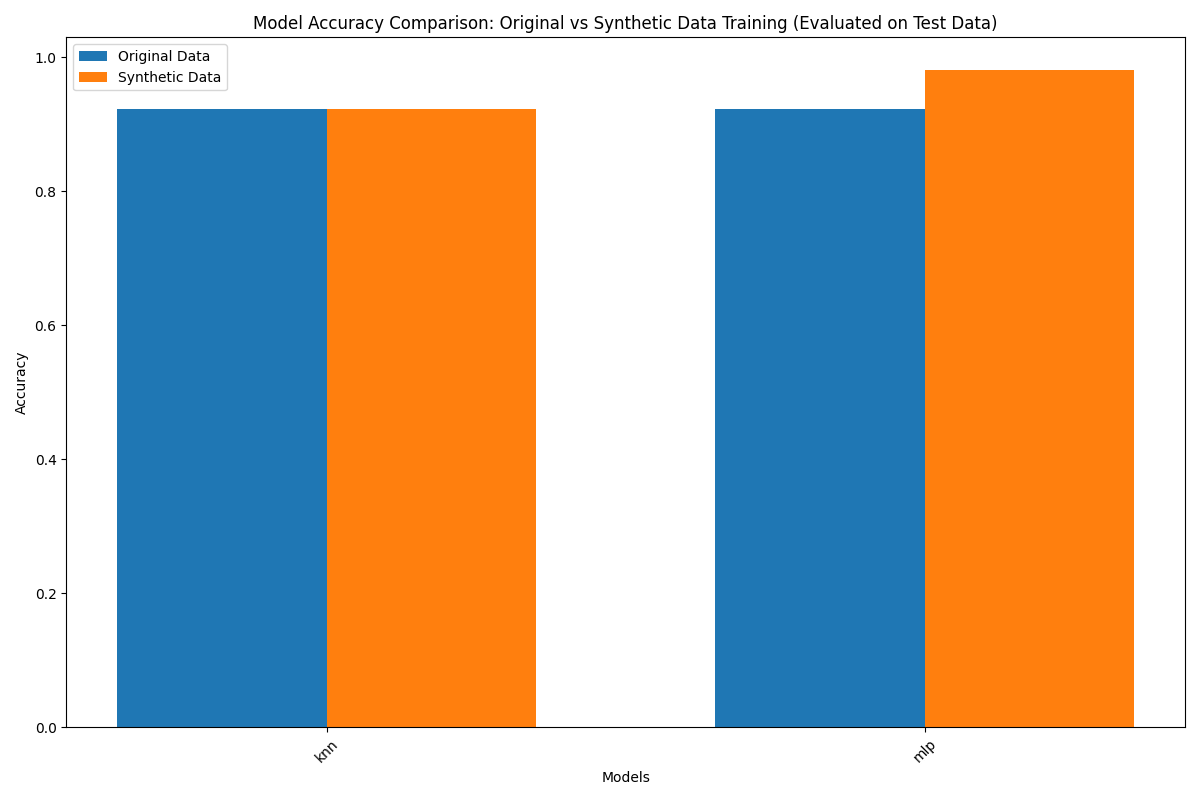 Model Accuracy Comparison: Original vs Synthetic Data Training (Evaluated on Test Data)
Original Data
Synthetic Data
1.0
0.8
0.6
0.4
0.2
0.0
Accuracy
knn
mlp
Models